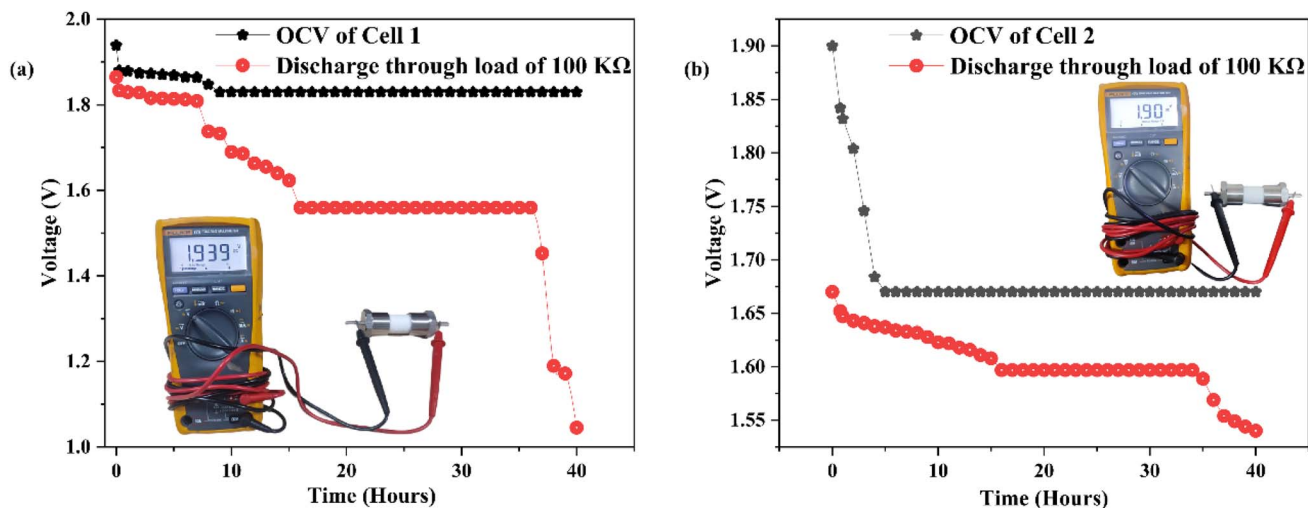 (a)
OCV of Cell 1
Discharge through load of 100 KΩ
Voltage (V)
2.0
1.8
1.6
1.4
1.2
1.0
0
10
20
30
40
Time (Hours)
1.939
(b)
OCV of Cell 2
Discharge through load of 100 KΩ
Voltage (V)
1.90
1.85
1.80
1.75
1.70
1.65
1.60
1.55
0
10
20
30
40
Time (Hours)
1.90